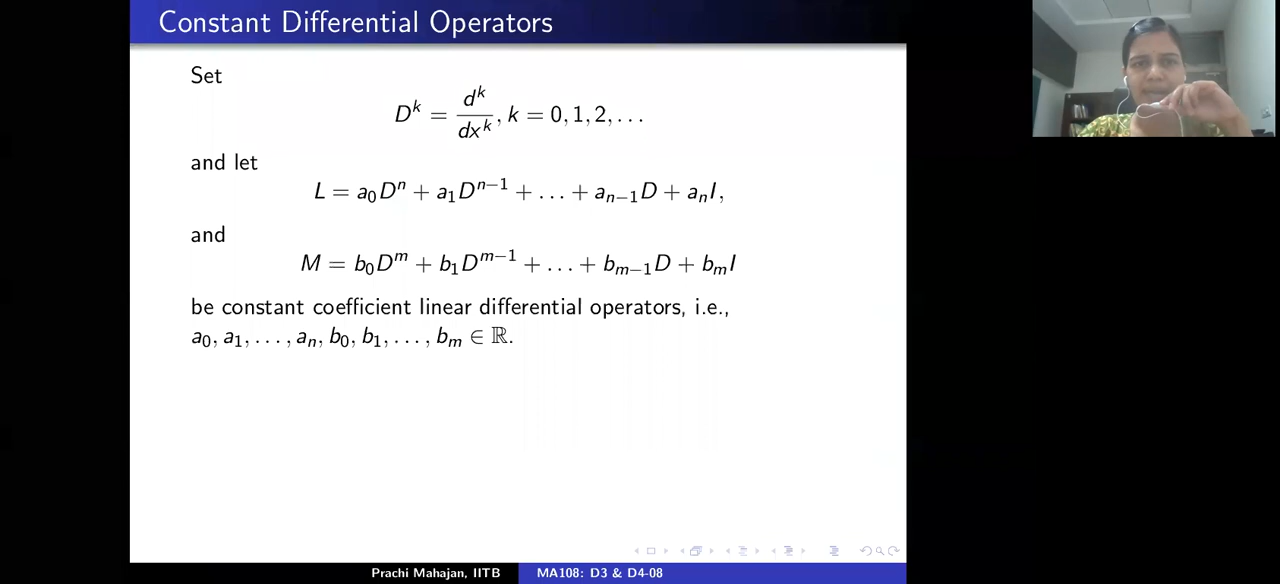 Constant Differential Operators
Set
D^k = d^k/dx^k, k = 0, 1, 2, . . .
and let
L = a_0D^n + a_1D^{n−1} + . . . + a_{n−1}D + a_nI,
and
M = b_0D^m + b_1D^{m−1} + . . . + b_{m−1}D + b_mI
be constant coefficient linear differential operators, i.e.,
a_0, a_1, . . . , a_n, b_0, b_1, . . . , b_m ∈ ℝ.
Prachi Mahajan, IITB MA108: D3 & D4-08